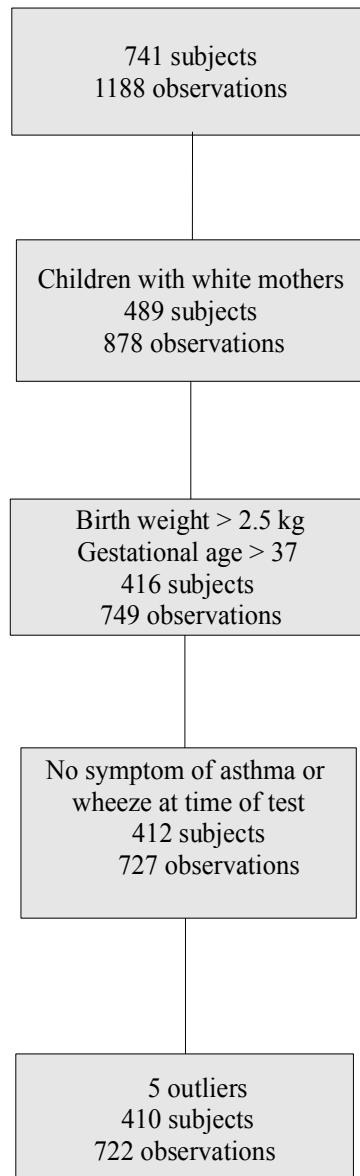 741 subjects
1188 observations
Children with white mothers
489 subjects
878 observations
Birth weight > 2.5 kg
Gestational age > 37
416 subjects
749 observations
No symptom of asthma or
wheeze at time of test
412 subjects
727 observations
5 outliers
410 subjects
722 observations